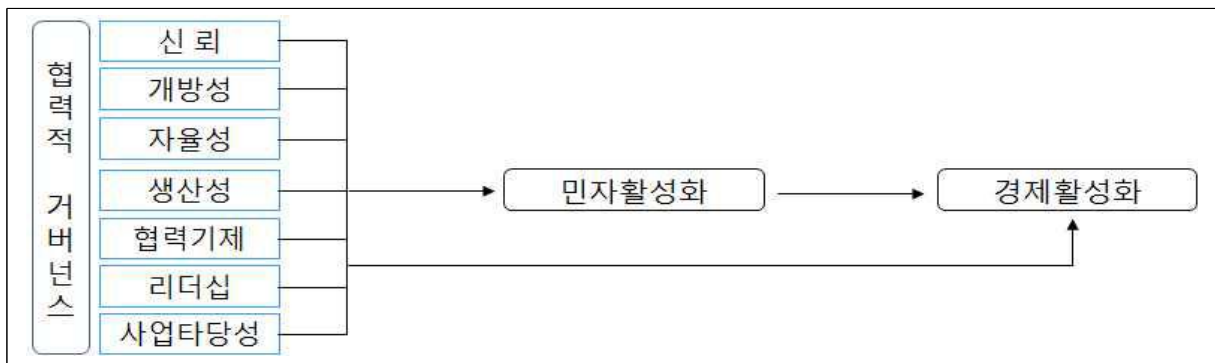 협력적 거버넌스
신 뢰
개방성
자율성
생산성
협력기제
리더십
사업타당성
민자활성화
경제활성화